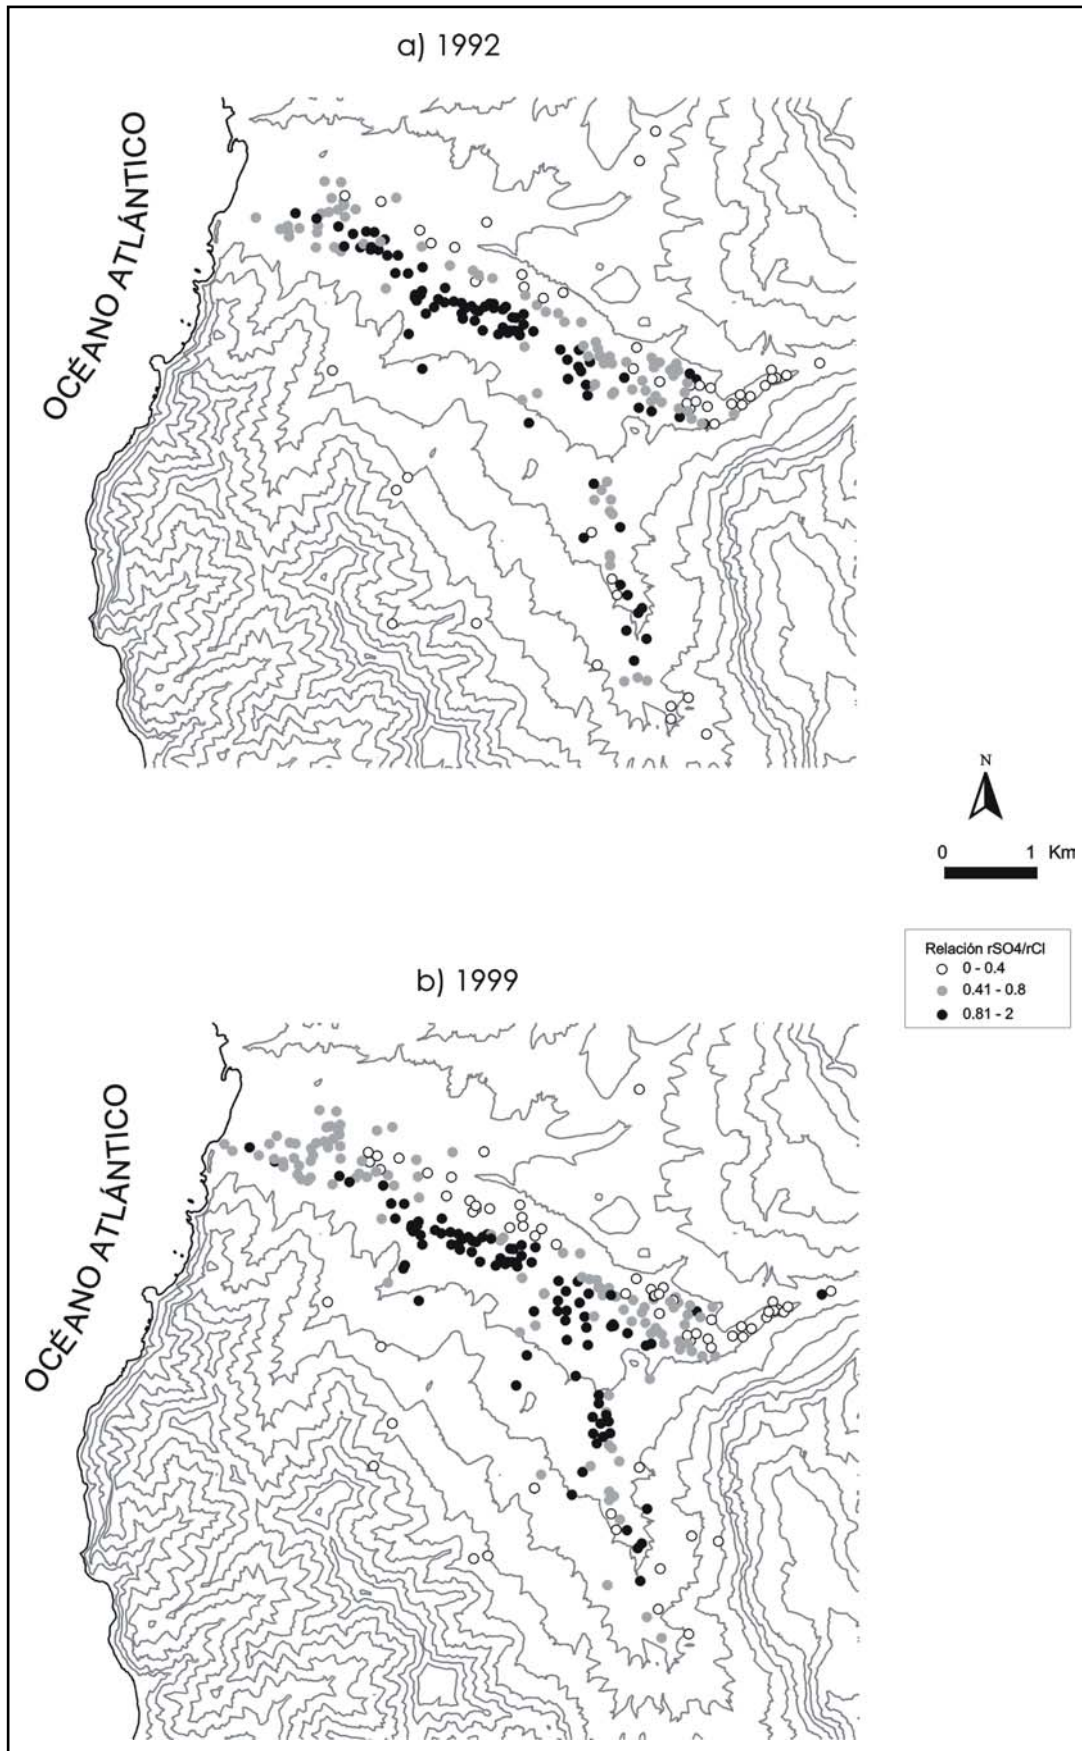 a) 1992
OCÉANO ATLÁNTICO
N
0 1 Km
Relación rSO4/rCl
0 - 0.4
0.41 - 0.8
0.81 - 2
b) 1999
OCÉANO ATLÁNTICO